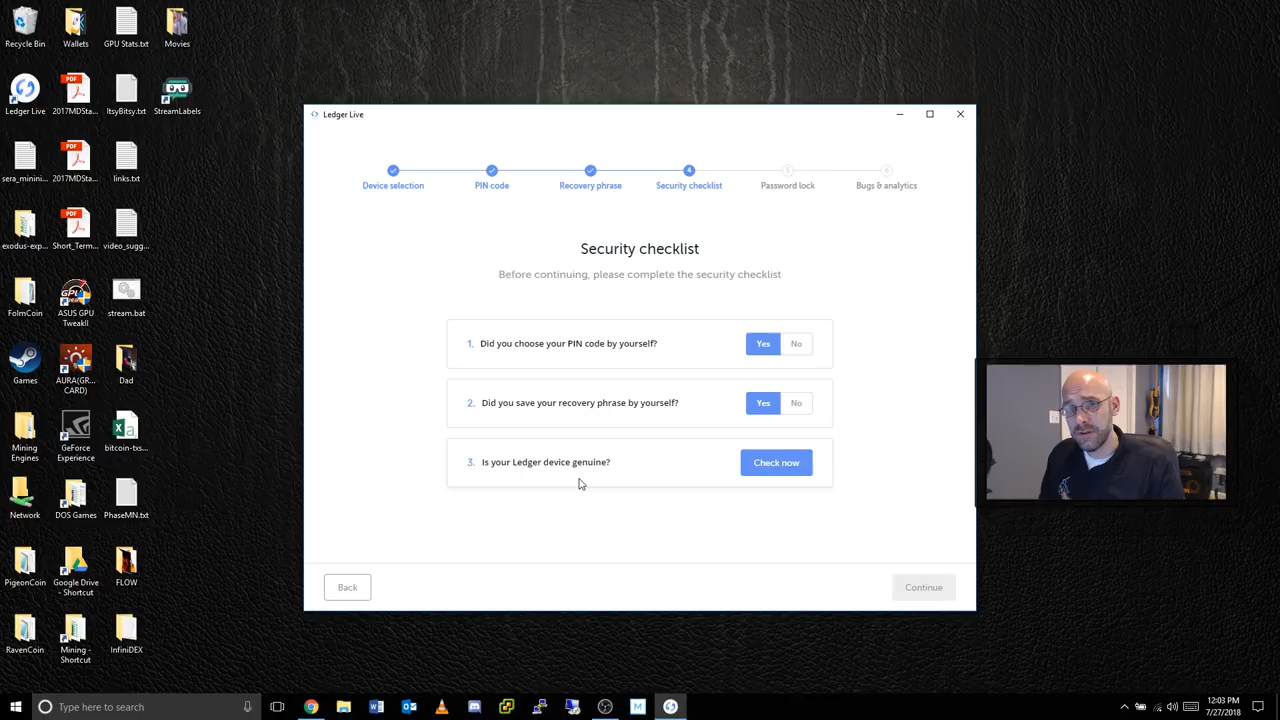 Recycle Bin
Wallets
GPU Stats.txt
Movies
Ledger Live
2017MDSta...
ItsyBitsy.txt
StreamLabels
sera_minini...
2017MDSta...
links.txt
exodus-exp...
Short_Term...
video_sugg...
FolmCoin
ASUS GPU
TweakII
stream.bat
Games
AURA(GR...
CARD)
Dad
Mining
Engines
GeForce
Experience
bitcoin-txs...
Network
DOS Games
PhaseMN.txt
PigeonCoin
Google Drive
- Shortcut
FLOW
RavenCoin
Mining -
Shortcut
InfiniDEX
PDF
PDF
PDF
Ledger Live
4
5
6
Device selection
PIN code
Recovery phrase
Security checklist
Password lock
Bugs & analytics
Security checklist
Before continuing, please complete the security checklist
1. Did you choose your PIN code by yourself?
Yes
No
2. Did you save your recovery phrase by yourself?
Yes
No
3. Is your Ledger device genuine?
Check now
Back
Continue
Type here to search
12:03 PM
7/27/2018